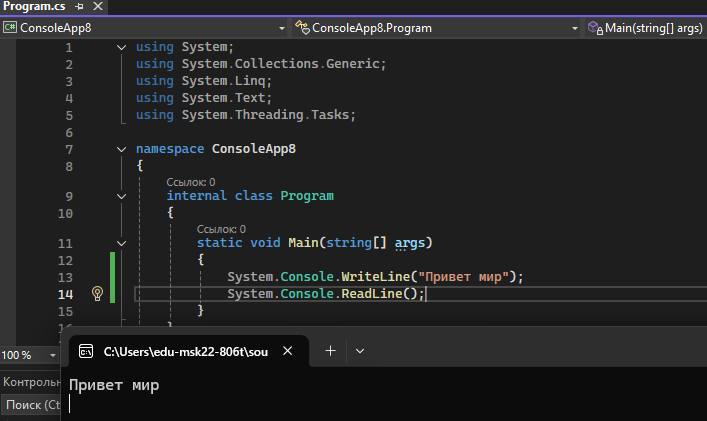 Program.cs
ConsoleApp8 ConsoleApp8.Program Main(string[] args)
1 using System;
2 using System.Collections.Generic;
3 using System.Linq;
4 using System.Text;
5 using System.Threading.Tasks;
6
7 namespace ConsoleApp8
8 {
Ссылок: 0
9 internal class Program
10 {
Ссылок: 0
11 static void Main(string[] args)
12 {
13 System.Console.WriteLine("Привет мир");
14 System.Console.ReadLine();
15 }
16 }
100 %
C:\Users\edu-msk22-806t\sou
Контрольн
Привет мир
Поиск (Ct